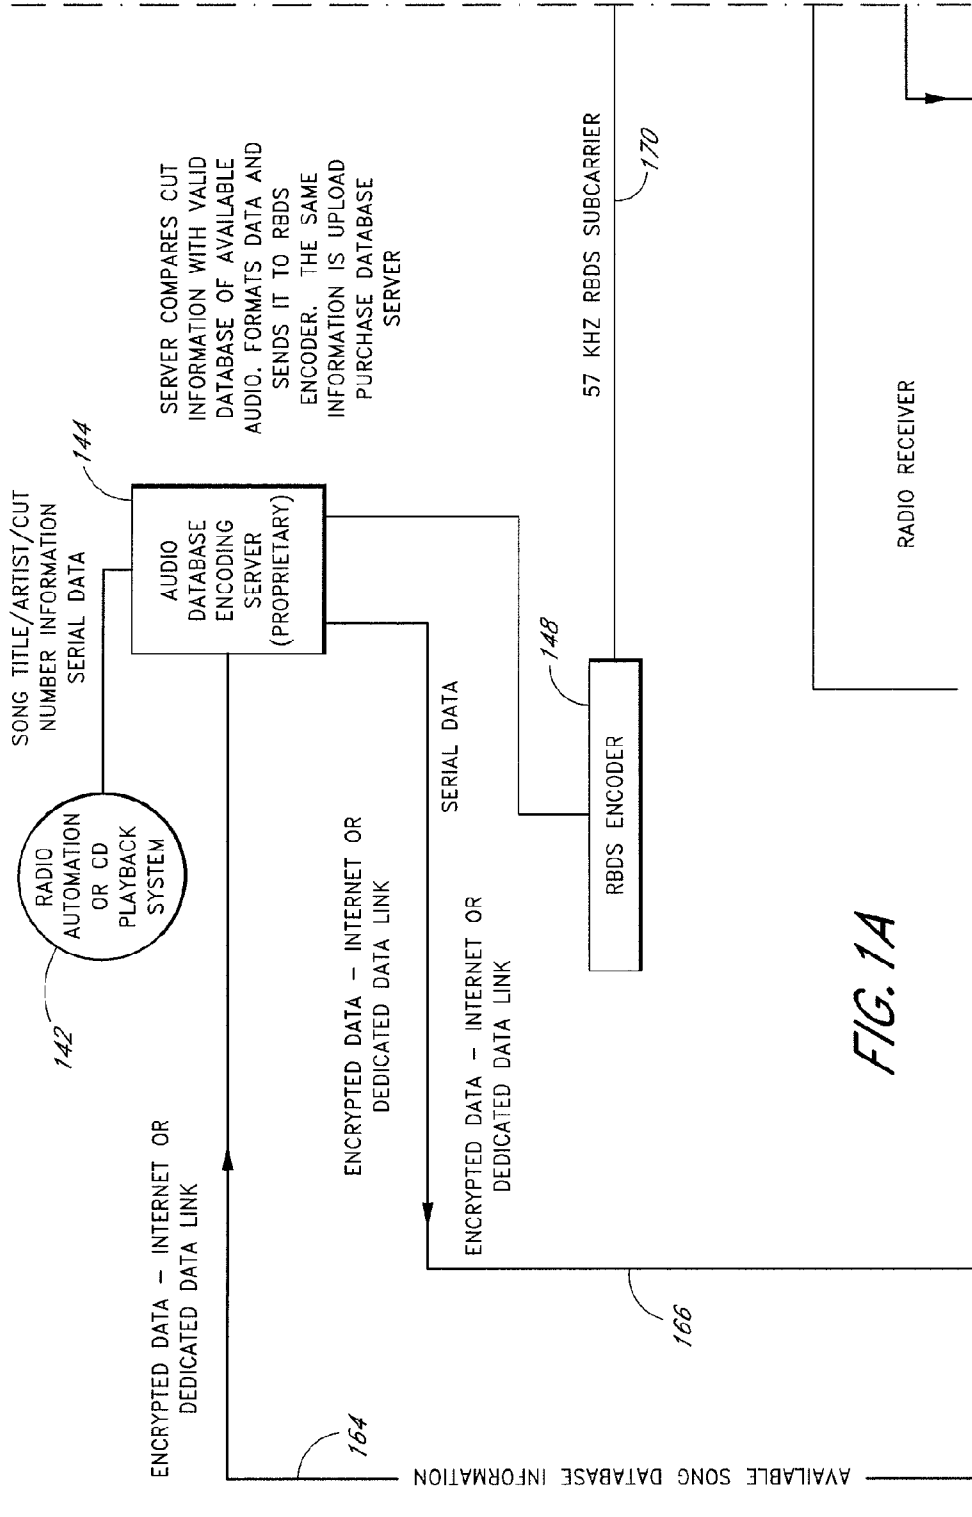 SONG TITLE/ARTIST/CUT
NUMBER INFORMATION
SERIAL DATA
RADIO
AUTOMATION
OR CD
PLAYBACK
SYSTEM
142
144
AUDIO
DATABASE
ENCODING
SERVER
(PROPRIETARY)
SERVER COMPARES CUT
INFORMATION WITH VALID
DATABASE OF AVAILABLE
AUDIO. FORMATS DATA AND
SENDS IT TO RBDS
ENCODER. THE SAME
INFORMATION IS UPLOAD
PURCHASE DATABASE
SERVER
ENCRYPTED DATA – INTERNET OR
DEDICATED DATA LINK
164
AVAILABLE SONG DATABASE INFORMATION
ENCRYPTED DATA – INTERNET OR
DEDICATED DATA LINK
SERIAL DATA
ENCRYPTED DATA – INTERNET OR
DEDICATED DATA LINK
166
148
RBDS ENCODER
57 KHZ RBDS SUBCARRIER
170
RADIO RECEIVER
FIG. 1A